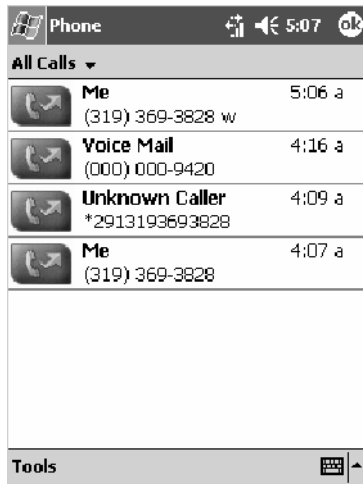 Phone 5:07 ok
All Calls
Me 5:06 a
(319) 369-3828 w
Voice Mail 4:16 a
(000) 000-9420
Unknown Caller 4:09 a
*2913193693828
Me 4:07 a
(319) 369-3828
Tools